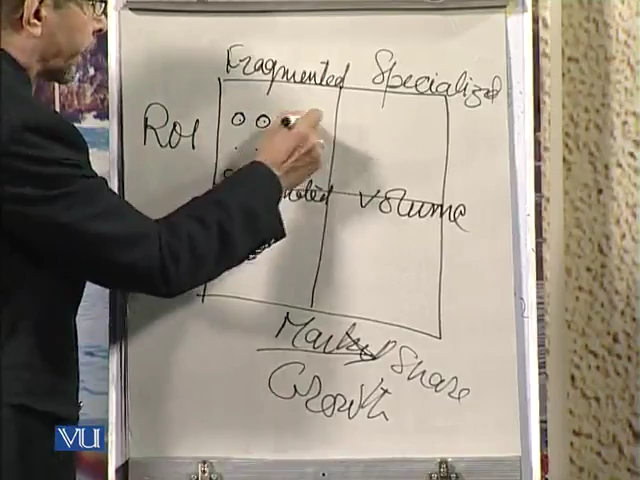 Fragmented Specialized
ROI
Volume
Market Share
Growth
VU